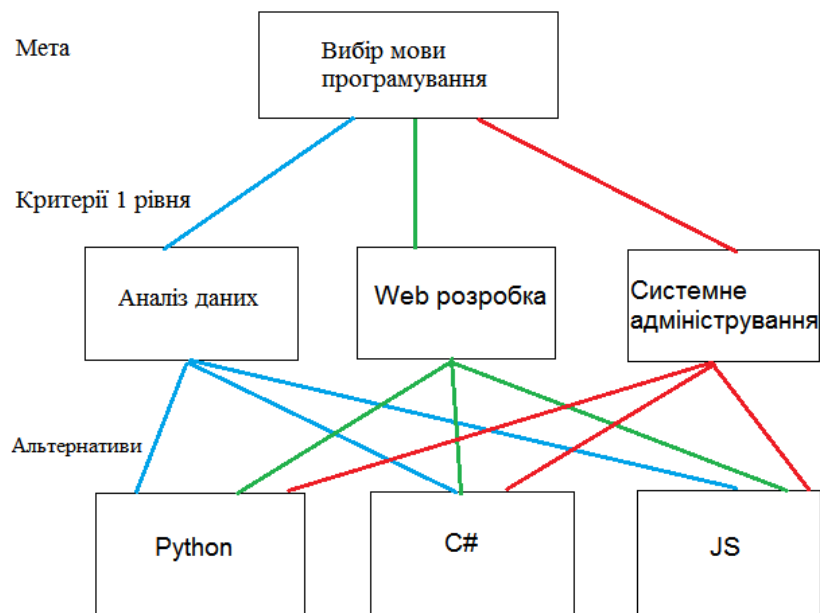 Мета
Вибір мови
програмування
Критерії 1 рівня
Аналіз даних
Web розробка
Системне
адміністрування
Альтернативи
Python
C#
JS